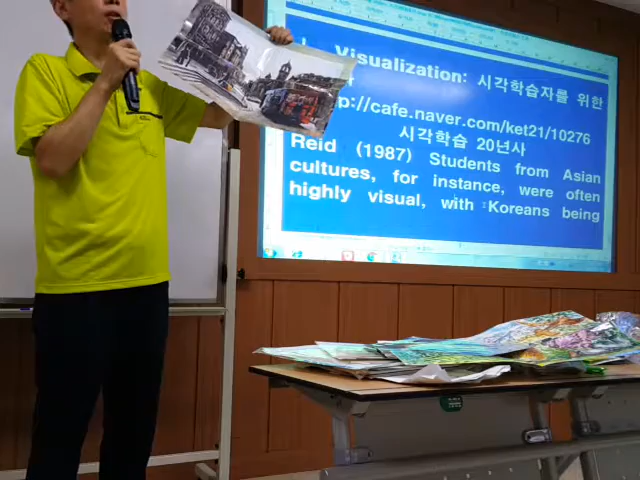 Visualization: 시각학습자를 위한
p://cafe.naver.com/ket21/10276
시각학습 20년사
Reid (1987) Students from Asian
cultures, for instance, were often
highly visual, with Koreans being